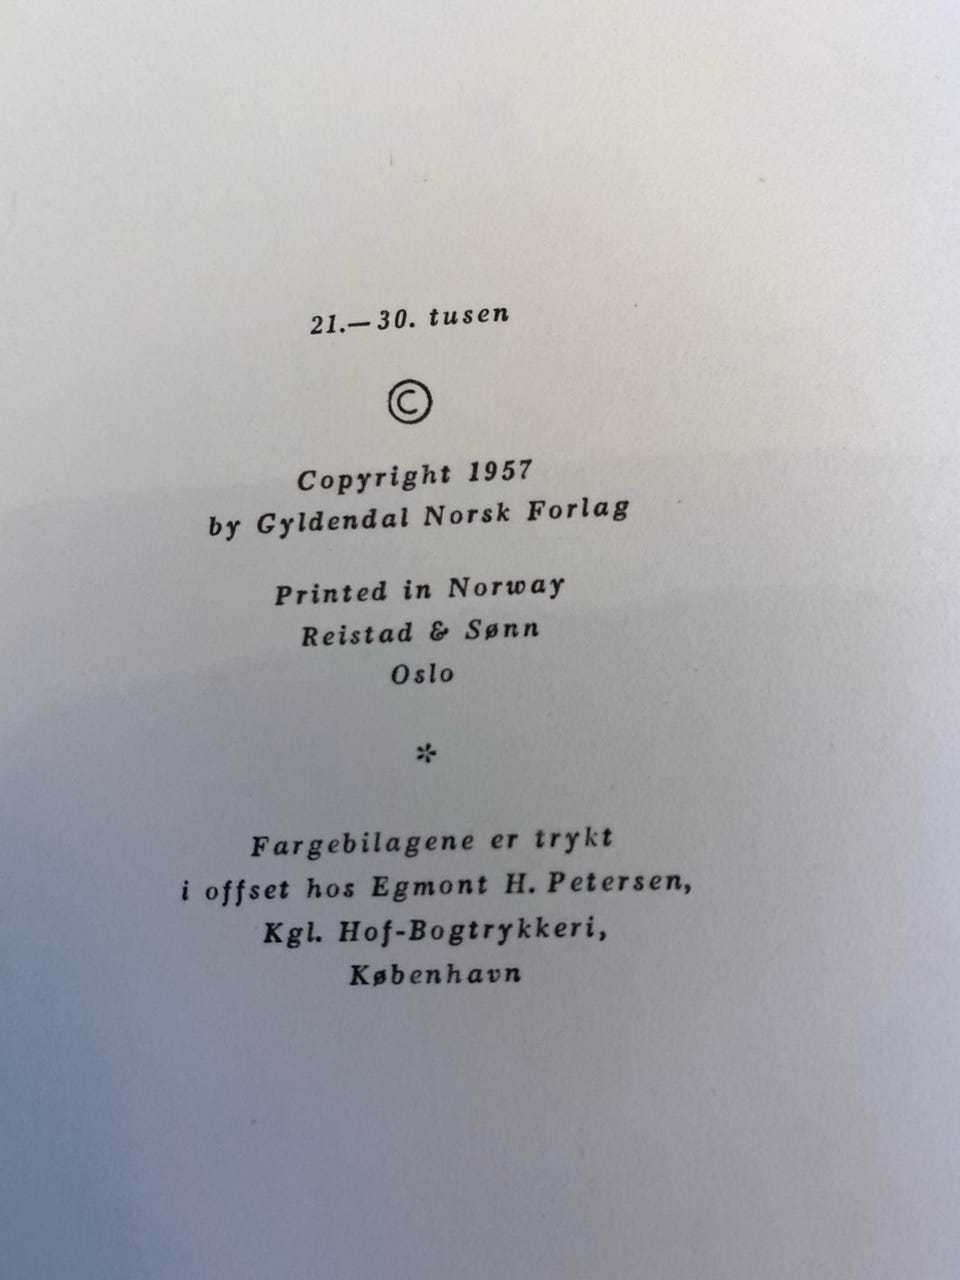 21.— 30. tusen
©
Copyright 1957
by Gyldendal Norsk Forlag
Printed in Norway
Reistad & Sønn
Oslo
*
Fargebilagene er trykt
i offset hos Egmont H. Petersen,
Kgl. Hof-Bogtrykkeri,
København